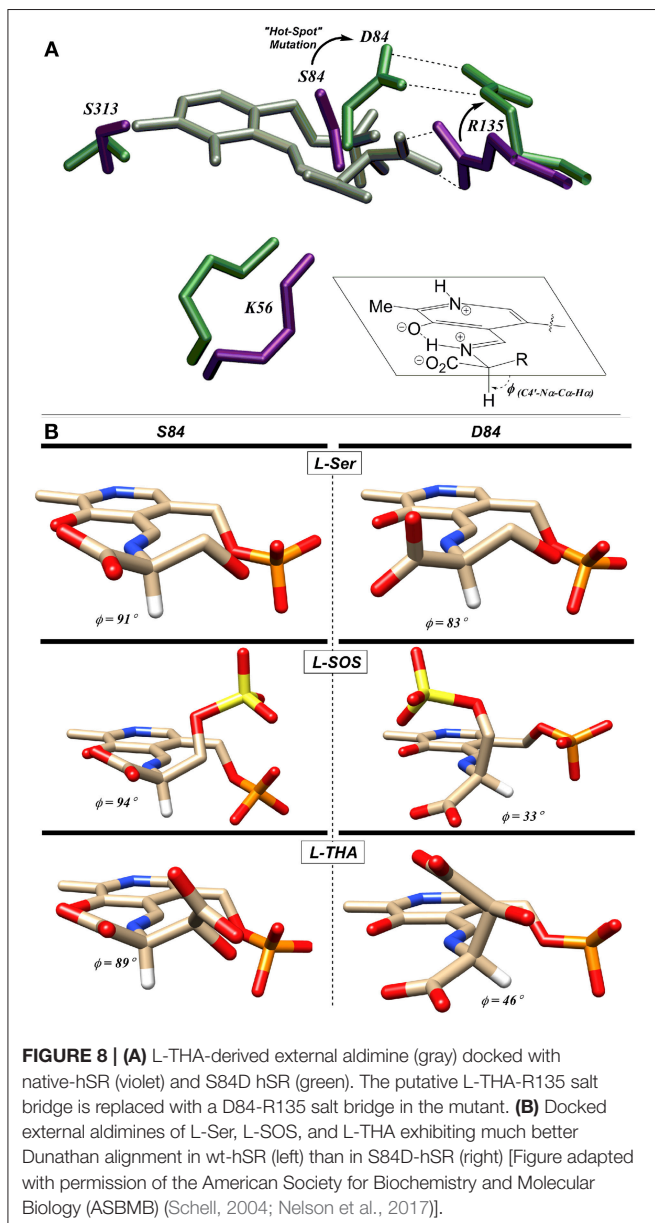 A
"Hot-Spot"
Mutation
D84
S84
S313
R135
K56
H
N
⊕
Me
⊖
O
⊕
H
N
⊖
O2C
R
H
ϕ (C4'-Nα-Cα-Hα)
B
S84
D84
L-Ser
ϕ = 91°
ϕ = 83°
L-SOS
ϕ = 94°
ϕ = 33°
L-THA
ϕ = 89°
ϕ = 46°
FIGURE 8 | (A) L-THA-derived external aldimine (gray) docked with
native-hSR (violet) and S84D hSR (green). The putative L-THA-R135 salt
bridge is replaced with a D84-R135 salt bridge in the mutant. (B) Docked
external aldimines of L-Ser, L-SOS, and L-THA exhibiting much better
Dunathan alignment in wt-hSR (left) than in S84D-hSR (right) [Figure adapted
with permission of the American Society for Biochemistry and Molecular
Biology (ASBMB) (Schell, 2004; Nelson et al., 2017)].